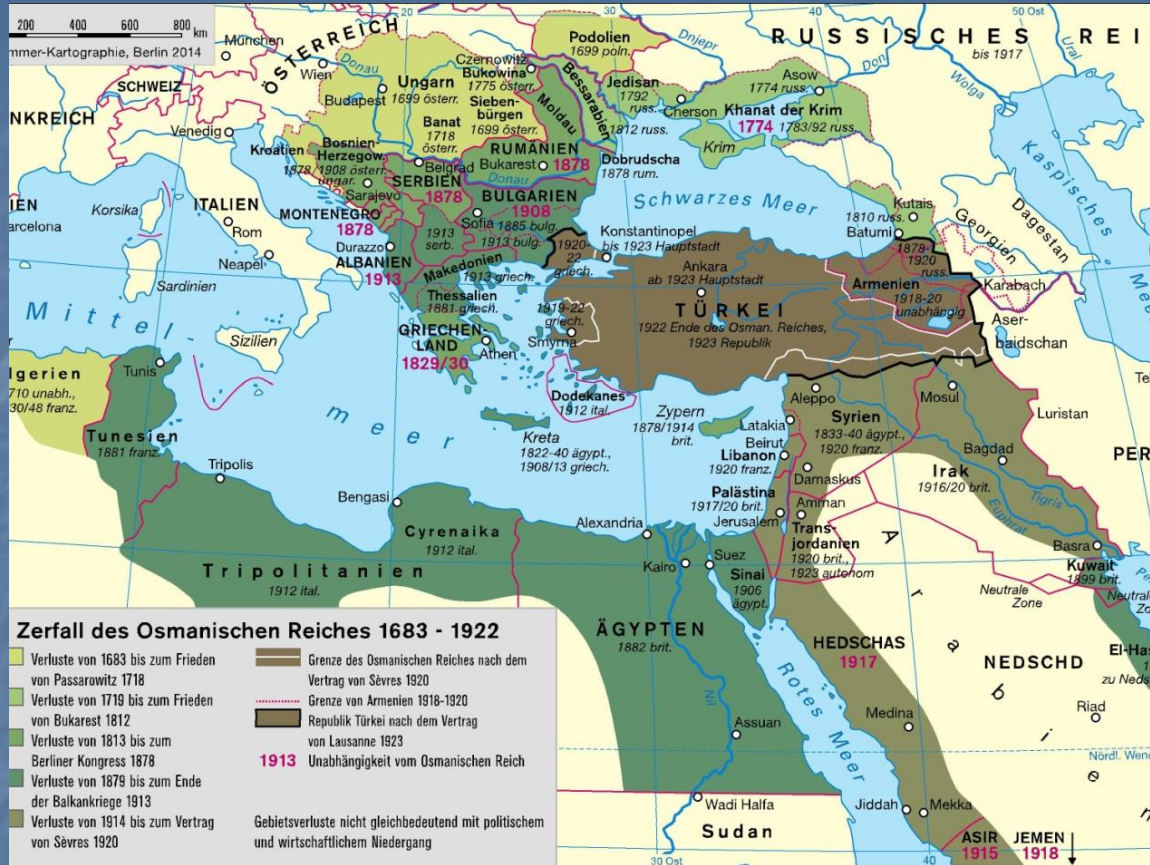 200 400 600 800 km
mmer-Kartographie, Berlin 2014
20
30
40
50 Ost
München
ÖSTERREICH
SCHWEIZ
Wien
Donau
Ungarn
1699 österr.
Budapest
Czernowitz
Bukowina
1775 österr.
Sieben-
bürgen
1699 österr.
Banat
1718
österr.
Podolien
1699 poln.
Dnjepr
RUSSISCHES REI
bis 1917
Don
Wolga
Ural
Moldau
Bessarabien
1812 russ.
Jedisan
1792
russ.
Cherson
Asow
1774 russ.
Khanat der Krim
1774 1783/92 russ.
Krim
NKREICH
Venedig
Kroatien
Bosnien-
Herzegow.
1878/1908 österr.
ungar.
Sarajevo
Belgrad
SERBIEN
1878
RUMÄNIEN
Bukarest
1878
Donau
Dobrudscha
1878 rum.
BULGARIEN
1908
Sofia
1885 bulg.
1913 bulg.
MONTENEGRO
1878
1913
serb.
Durazzo
ALBANIEN
1913
Makedonien
1913 griech.
Thessalien
1881 griech.
GRIECHEN-
LAND
1829/30
Athen
IEN
arcelona
Korsika
ITALIEN
Rom
Neapel
Sardinien
Sizilien
Mittel
meer
Schwarzes Meer
Konstantinopel
bis 1923 Hauptstadt
1920-
22
griech.
Ankara
ab 1923 Hauptstadt
TÜRKEI
1922 Ende des Osman. Reiches,
1923 Republik
1919-22
griech.
Smyrna
Kutais
1810 russ.
Batumi
1878-
1920
russ.
Armenien
1918-20
unabhängig
Georgien
Dagestan
Karabach
Aser-
baidschan
Kaspisches
Me
Dodekanes
1912 ital.
Kreta
1822-40 ägypt.,
1908/13 griech.
Zypern
1878/1914
brit.
lgerien
710 unabh.,
30/48 franz.
Tunis
Tunesien
1881 franz.
Tripolis
Bengasi
Cyrenaika
1912 ital.
Tripolitanien
1912 ital.
Alexandria
Kairo
Suez
Sinai
1906
ägypt.
ÄGYPTEN
1882 brit.
Nil
Assuan
Wadi Halfa
Sudan
30 Ost
Aleppo
Latakia
Syrien
1833-40 ägypt.,
1920 franz.
Beirut
Libanon
1920 franz.
Damaskus
Palästina
1917/20 brit.
Jerusalem
Amman
Trans-
jordanien
1920 brit.,
1923 autonom
Mosul
Luristan
Bagdad
Irak
1916/20 brit.
Tigris
Euphrat
Basra
Kuwait
1899 brit.
Neutrale
Zone
Neutrale
Zo
Te
PER
Pe
Arabien
HEDSCHAS
1917
NEDSCHD
El-Has
1
zu Neds
Riad
Medina
Rotes Meer
Nördl. Wend
Jiddah
Mekka
ASIR
1915
JEMEN
1918
40
Zerfall des Osmanischen Reiches 1683 - 1922
Verluste von 1683 bis zum Frieden
von Passarowitz 1718
Verluste von 1719 bis zum Frieden
von Bukarest 1812
Verluste von 1813 bis zum
Berliner Kongress 1878
Verluste von 1879 bis zum Ende
der Balkankriege 1913
Verluste von 1914 bis zum Vertrag
von Sèvres 1920
Grenze des Osmanischen Reiches nach dem
Vertrag von Sèvres 1920
Grenze von Armenien 1918-1920
Republik Türkei nach dem Vertrag
von Lausanne 1923
1913 Unabhängigkeit vom Osmanischen Reich
Gebietsverluste nicht gleichbedeutend mit politischem
und wirtschaftlichem Niedergang